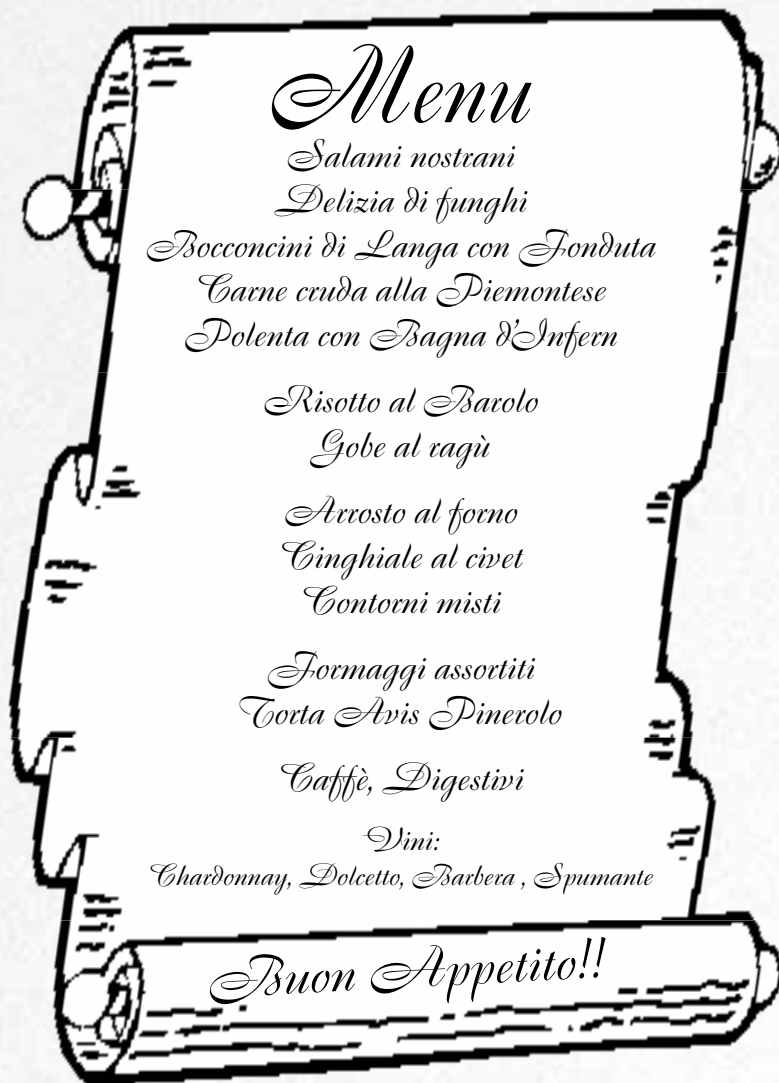 Menu
Salami nostrani
Delizia di funghi
Bocconcini di Langa con Fonduta
Carne cruda alla Piemontese
Polenta con Bagna d'Infern
Risotto al Barolo
Gobe al ragù
Arrosto al forno
Cinghiale al civet
Contorni misti
Formaggi assortiti
Torta Avis Pinerolo
Caffè, Digestivi
Vini:
Chardonnay, Dolcetto, Barbera , Spumante
Buon Appetito!!